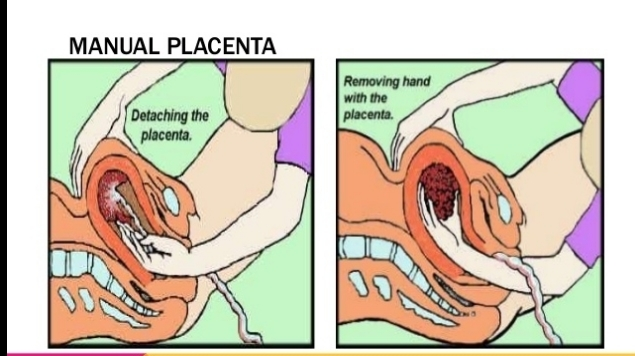 MANUAL PLACENTA
Detaching the
placenta.
Removing hand
with the
placenta.